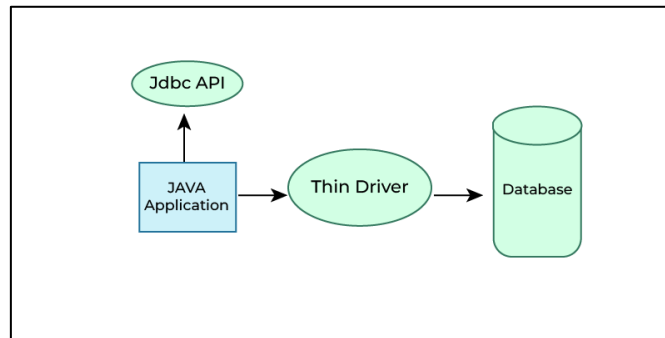 Jdbc API
JAVA
Application
Thin Driver
Database